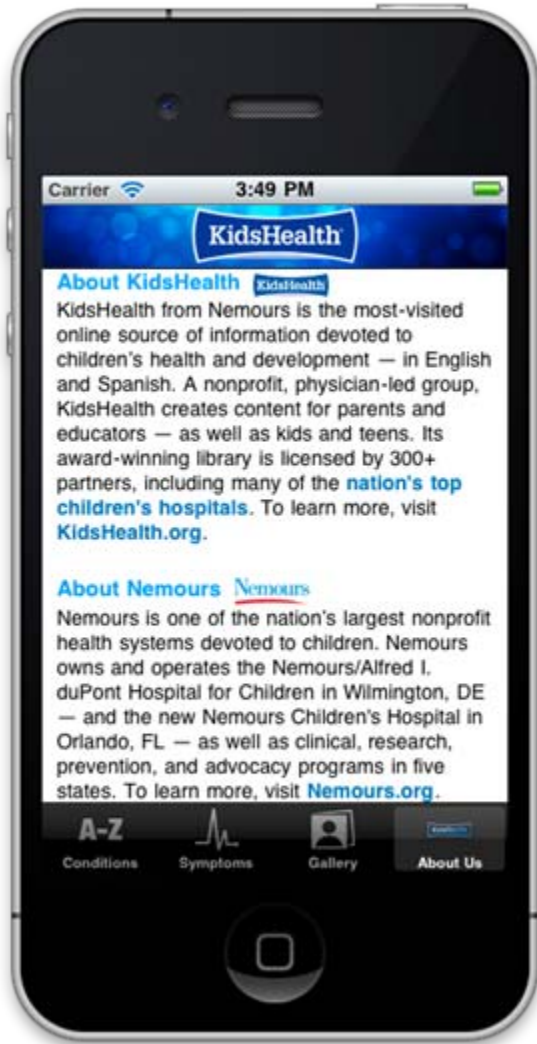 Carrier 3:49 PM
KidsHealth
About KidsHealth KidsHealth
KidsHealth from Nemours is the most-visited
online source of information devoted to
children's health and development — in English
and Spanish. A nonprofit, physician-led group,
KidsHealth creates content for parents and
educators — as well as kids and teens. Its
award-winning library is licensed by 300+
partners, including many of the nation's top
children's hospitals. To learn more, visit
KidsHealth.org.
About Nemours Nemours
Nemours is one of the nation's largest nonprofit
health systems devoted to children. Nemours
owns and operates the Nemours/Alfred I.
duPont Hospital for Children in Wilmington, DE
— and the new Nemours Children's Hospital in
Orlando, FL — as well as clinical, research,
prevention, and advocacy programs in five
states. To learn more, visit Nemours.org.
A-Z
Conditions Symptoms Gallery About Us